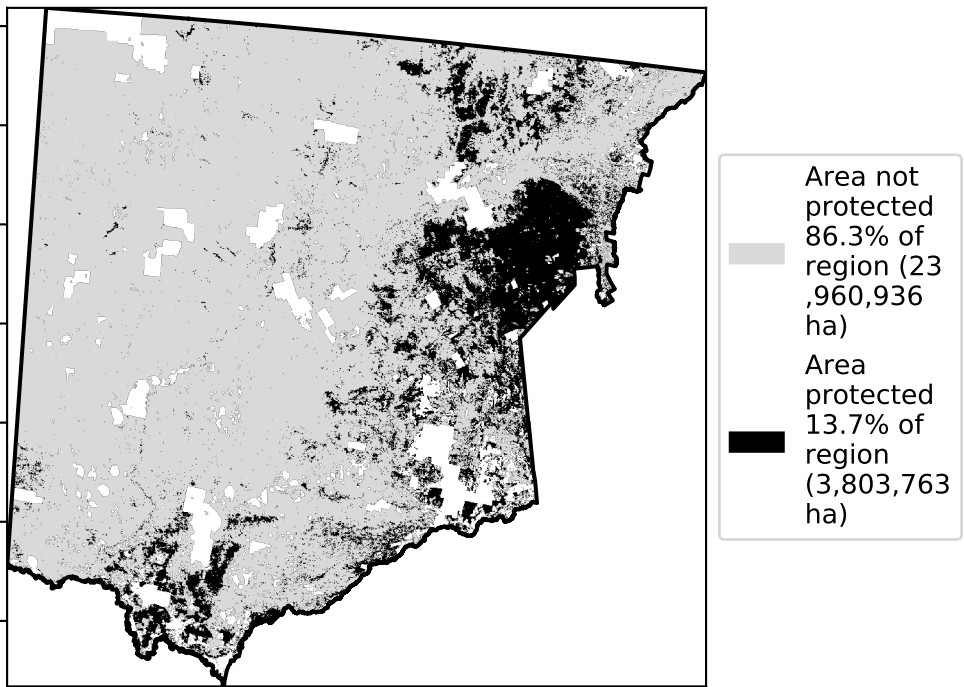 Area not
protected
86.3% of
region (23
,960,936
ha)
Area
protected
13.7% of
region
(3,803,763
ha)